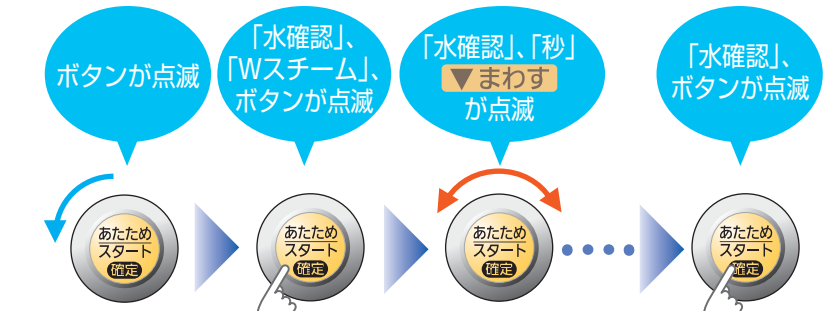 ボタンが点滅
「水確認」、
「Wスチーム」、
ボタンが点滅
「水確認」、「秒」
▼まわす
が点滅
「水確認」、
ボタンが点滅
あたため
スタート
確定
あたため
スタート
確定
あたため
スタート
確定
あたため
スタート
確定